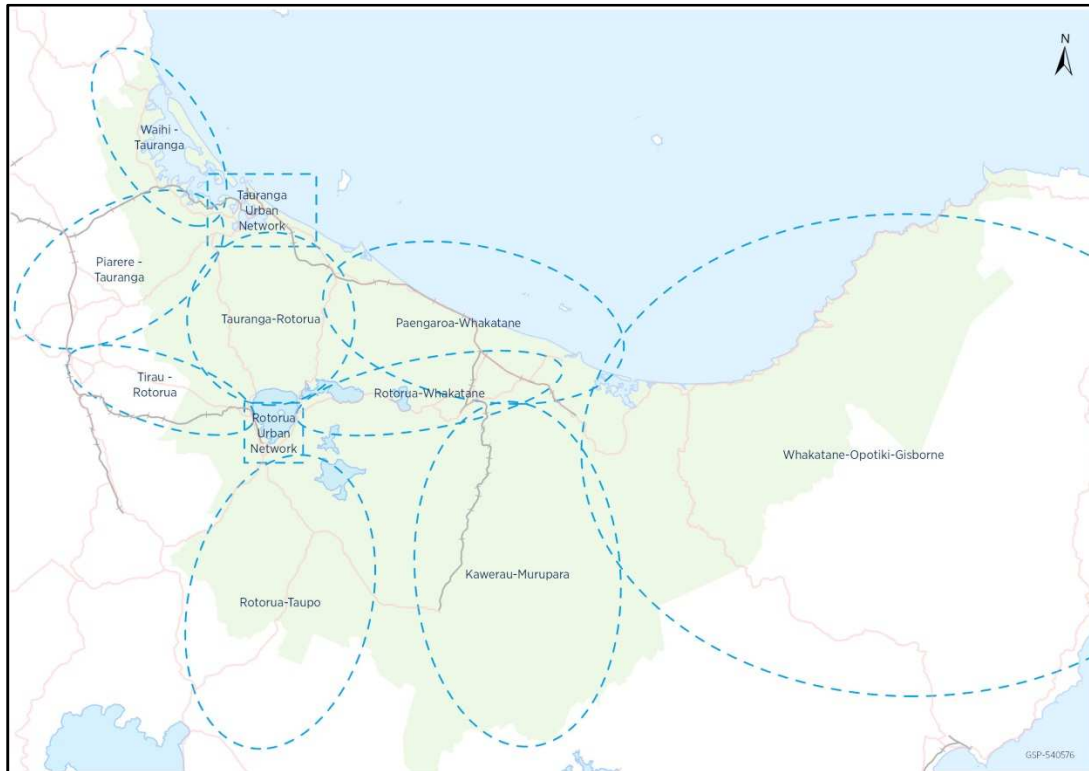 N
Waihi -
Tauranga
Tauranga
Urban
Network
Piarere -
Tauranga
Tauranga-Rotorua
Paengaroa-Whakatane
Tirau -
Rotorua
Rotorua-Whakatane
Rotorua
Urban
Network
Whakatane-Opotiki-Gisborne
Kawerau-Murupara
Rotorua-Taupo
GSP-540576